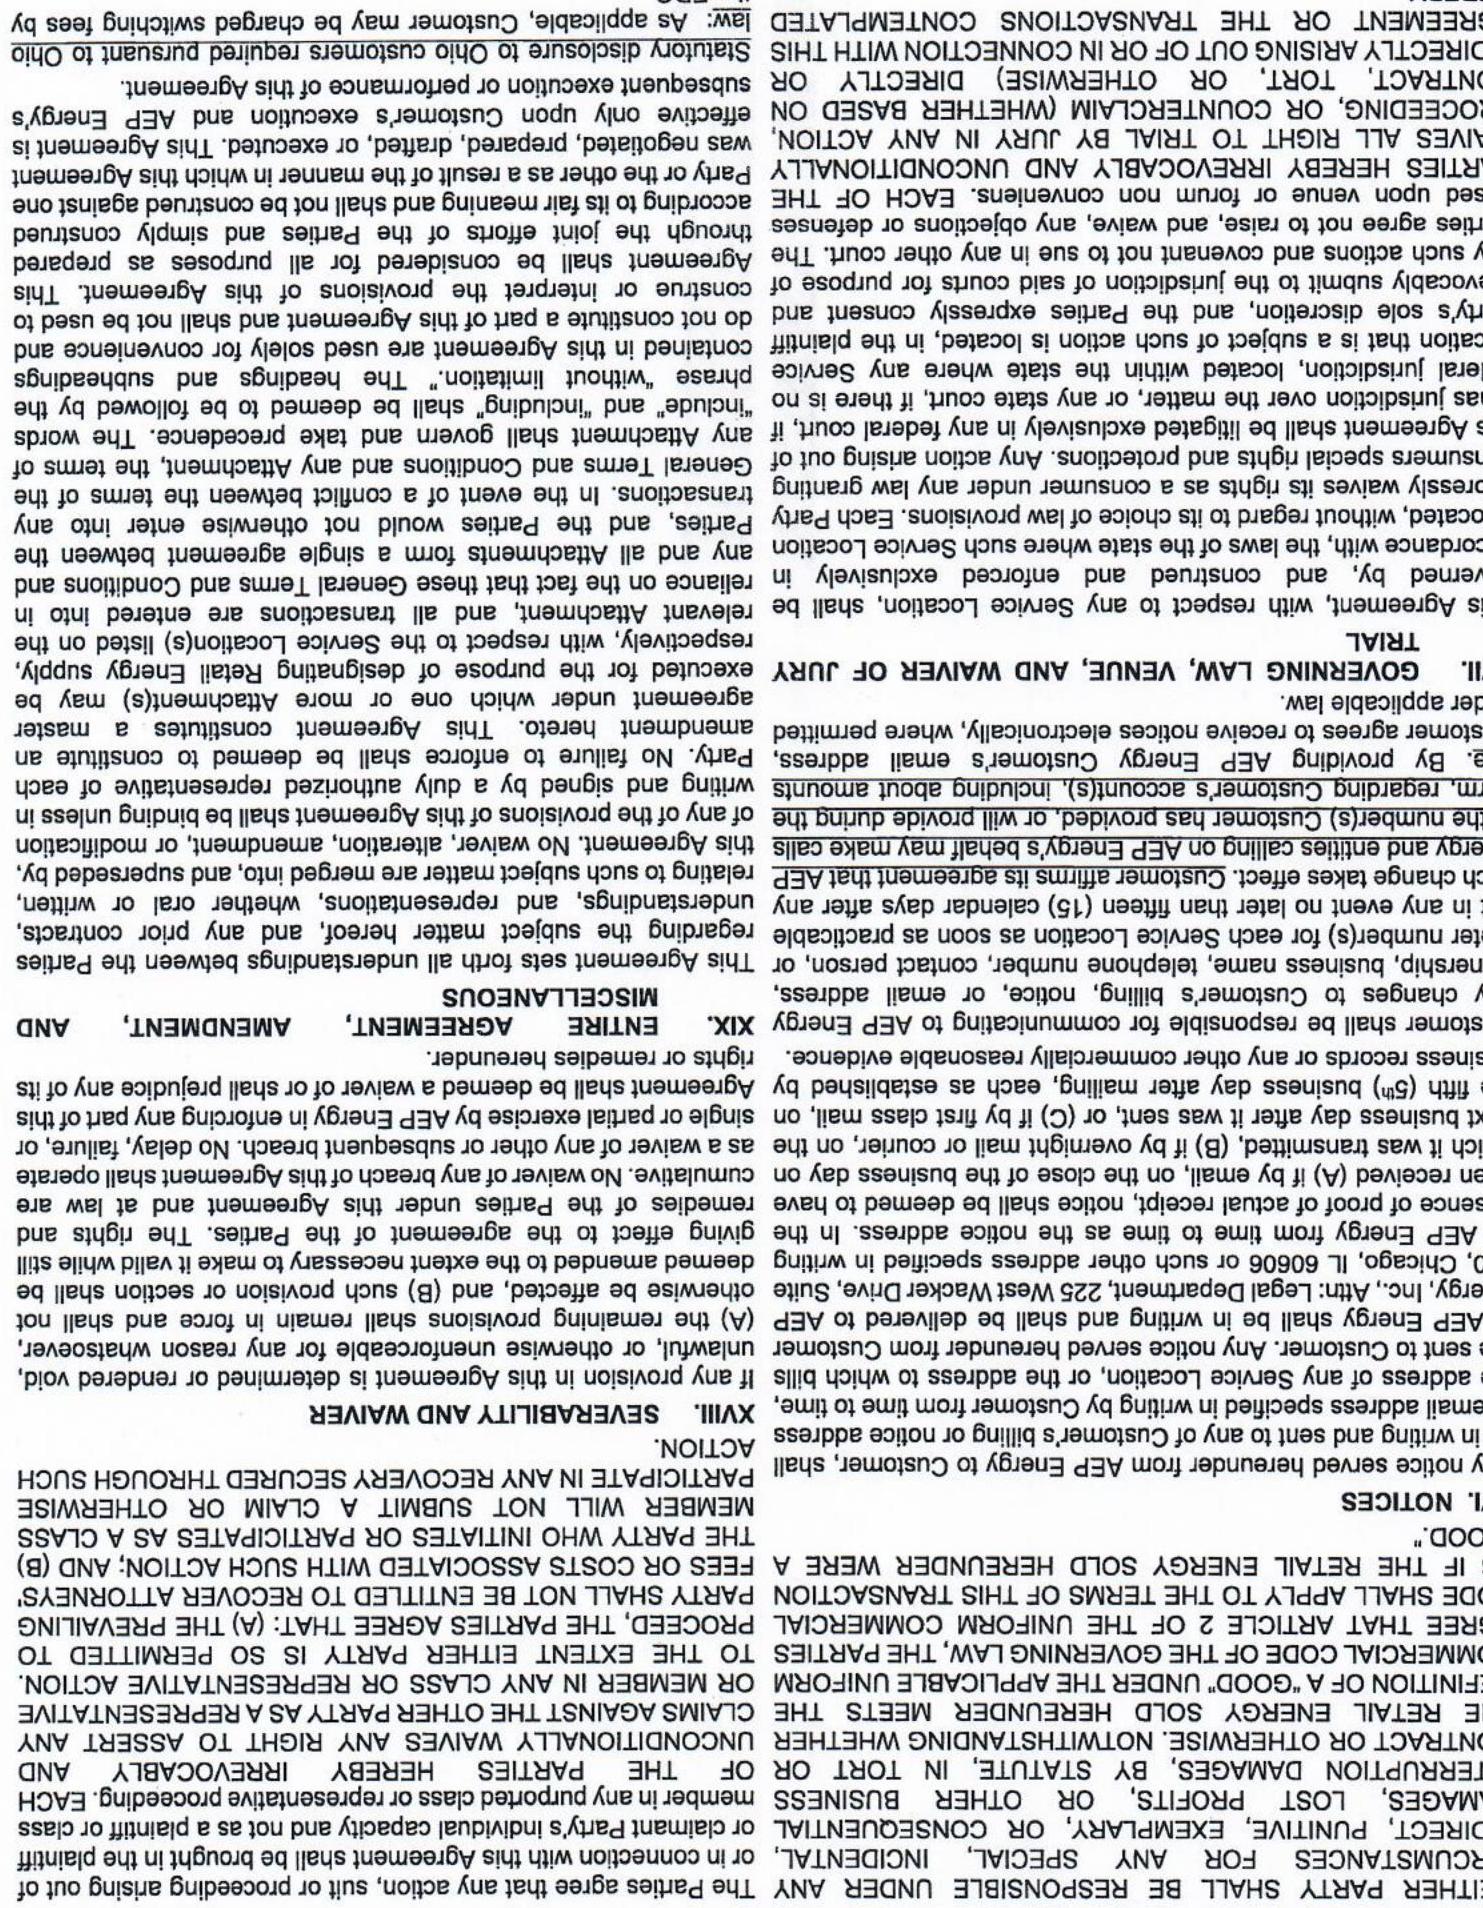 EITHER PARTY SHALL BE RESPONSIBLE UNDER ANY
RCUMSTANCES FOR ANY SPECIAL, INCIDENTAL,
DIRECT, PUNITIVE, EXEMPLARY, OR CONSEQUENTIAL
AMAGES, LOST PROFITS, OR OTHER BUSINESS
TERRUPTION DAMAGES, BY STATUTE, IN TORT OR
ONTRACT OR OTHERWISE. NOTWITHSTANDING WHETHER
HE RETAIL ENERGY SOLD HEREUNDER MEETS THE
EFINITION OF A "GOOD" UNDER THE APPLICABLE UNIFORM
OMMERCIAL CODE OF THE GOVERNING LAW, THE PARTIES
GREE THAT ARTICLE 2 OF THE UNIFORM COMMERCIAL
ODE SHALL APPLY TO THE TERMS OF THIS TRANSACTION
S IF THE RETAIL ENERGY SOLD HEREUNDER WERE A
OOD."
VI. NOTICES
y notice served hereunder from AEP Energy to Customer, shall
in writing and sent to any of Customer's billing or notice address
email address specified in writing by Customer from time to time,
e address of any Service Location, or the address to which bills
e sent to Customer. Any notice served hereunder from Customer
AEP Energy shall be in writing and shall be delivered to AEP
ergy, Inc., Attn: Legal Department, 225 West Wacker Drive, Suite
0, Chicago, IL 60606 or such other address specified in writing
AEP Energy from time to time as the notice address. In the
sence of proof of actual receipt, notice shall be deemed to have
en received (A) if by email, on the close of the business day on
ich it was transmitted, (B) if by overnight mail or courier, on the
xt business day after it was sent, or (C) if by first class mail, on
e fifth (5th) business day after mailing, each as established by
siness records or any other commercially reasonable evidence.
stomer shall be responsible for communicating to AEP Energy
y changes to Customer's billing, notice, or email address,
nership, business name, telephone number, contact person, or
eter number(s) for each Service Location as soon as practicable
t in any event no later than fifteen (15) calendar days after any
ch change takes effect. Customer affirms its agreement that AEP
ergy and entities calling on AEP Energy's behalf may make calls
the number(s) Customer has provided, or will provide during the
rm, regarding Customer's account(s), including about amounts
e. By providing AEP Energy Customer's email address,
stomer agrees to receive notices electronically, where permitted
der applicable law.
II. GOVERNING LAW, VENUE, AND WAIVER OF JURY
TRIAL
is Agreement, with respect to any Service Location, shall be
verned by, and construed and enforced exclusively in
cordance with, the laws of the state where such Service Location
ocated, without regard to its choice of law provisions. Each Party
pressly waives its rights as a consumer under any law granting
nsumers special rights and protections. Any action arising out of
s Agreement shall be litigated exclusively in any federal court, if
has jurisdiction over the matter, or any state court, if there is no
deral jurisdiction, located within the state where any Service
cation that is a subject of such action is located, in the plaintiff
rty's sole discretion, and the Parties expressly consent and
evocably submit to the jurisdiction of said courts for purpose of
y such actions and covenant not to sue in any other court. The
rties agree not to raise, and waive, any objections or defenses
sed upon venue or forum non conveniens. EACH OF THE
RTIES HEREBY IRREVOCABLY AND UNCONDITIONALLY
AIVES ALL RIGHT TO TRIAL BY JURY IN ANY ACTION,
OCEEDING, OR COUNTERCLAIM (WHETHER BASED ON
NTRACT, TORT, OR OTHERWISE) DIRECTLY OR
DIRECTLY ARISING OUT OF OR IN CONNECTION WITH THIS
REEMENT OR THE TRANSACTIONS CONTEMPLATED
The Parties agree that any action, suit or proceeding arising out of
or in connection with this Agreement shall be brought in the plaintiff
or claimant Party's individual capacity and not as a plaintiff or class
member in any purported class or representative proceeding. EACH
OF THE PARTIES HEREBY IRREVOCABLY AND
UNCONDITIONALLY WAIVES ANY RIGHT TO ASSERT ANY
CLAIMS AGAINST THE OTHER PARTY AS A REPRESENTATIVE
OR MEMBER IN ANY CLASS OR REPRESENTATIVE ACTION.
TO THE EXTENT EITHER PARTY IS SO PERMITTED TO
PROCEED, THE PARTIES AGREE THAT: (A) THE PREVAILING
PARTY SHALL NOT BE ENTITLED TO RECOVER ATTORNEYS'
FEES OR COSTS ASSOCIATED WITH SUCH ACTION; AND (B)
THE PARTY WHO INITIATES OR PARTICIPATES AS A CLASS
MEMBER WILL NOT SUBMIT A CLAIM OR OTHERWISE
PARTICIPATE IN ANY RECOVERY SECURED THROUGH SUCH
ACTION.
XVIII. SEVERABILITY AND WAIVER
If any provision in this Agreement is determined or rendered void,
unlawful, or otherwise unenforceable for any reason whatsoever,
(A) the remaining provisions shall remain in force and shall not
otherwise be affected, and (B) such provision or section shall be
deemed amended to the extent necessary to make it valid while still
giving effect to the agreement of the Parties. The rights and
remedies of the Parties under this Agreement and at law are
cumulative. No waiver of any breach of this Agreement shall operate
as a waiver of any other or subsequent breach. No delay, failure, or
single or partial exercise by AEP Energy in enforcing any part of this
Agreement shall be deemed a waiver of or shall prejudice any of its
rights or remedies hereunder.
XIX. ENTIRE AGREEMENT, AMENDMENT, AND
MISCELLANEOUS
This Agreement sets forth all understandings between the Parties
regarding the subject matter hereof, and any prior contracts,
understandings, and representations, whether oral or written,
relating to such subject matter are merged into, and superseded by,
this Agreement. No waiver, alteration, amendment, or modification
of any of the provisions of this Agreement shall be binding unless in
writing and signed by a duly authorized representative of each
Party. No failure to enforce shall be deemed to constitute an
amendment hereto. This Agreement constitutes a master
agreement under which one or more Attachment(s) may be
executed for the purpose of designating Retail Energy supply,
respectively, with respect to the Service Location(s) listed on the
relevant Attachment, and all transactions are entered into in
reliance on the fact that these General Terms and Conditions and
any and all Attachments form a single agreement between the
Parties, and the Parties would not otherwise enter into any
transactions. In the event of a conflict between the terms of the
General Terms and Conditions and any Attachment, the terms of
any Attachment shall govern and take precedence. The words
"include" and "including" shall be deemed to be followed by the
phrase "without limitation." The headings and subheadings
contained in this Agreement are used solely for convenience and
do not constitute a part of this Agreement and shall not be used to
construe or interpret the provisions of this Agreement. This
Agreement shall be considered for all purposes as prepared
through the joint efforts of the Parties and simply construed
according to its fair meaning and shall not be construed against one
Party or the other as a result of the manner in which this Agreement
was negotiated, prepared, drafted, or executed. This Agreement is
effective only upon Customer's execution and AEP Energy's
subsequent execution or performance of this Agreement.
Statutory disclosure to Ohio customers required pursuant to Ohio
law: As applicable, Customer may be charged switching fees by